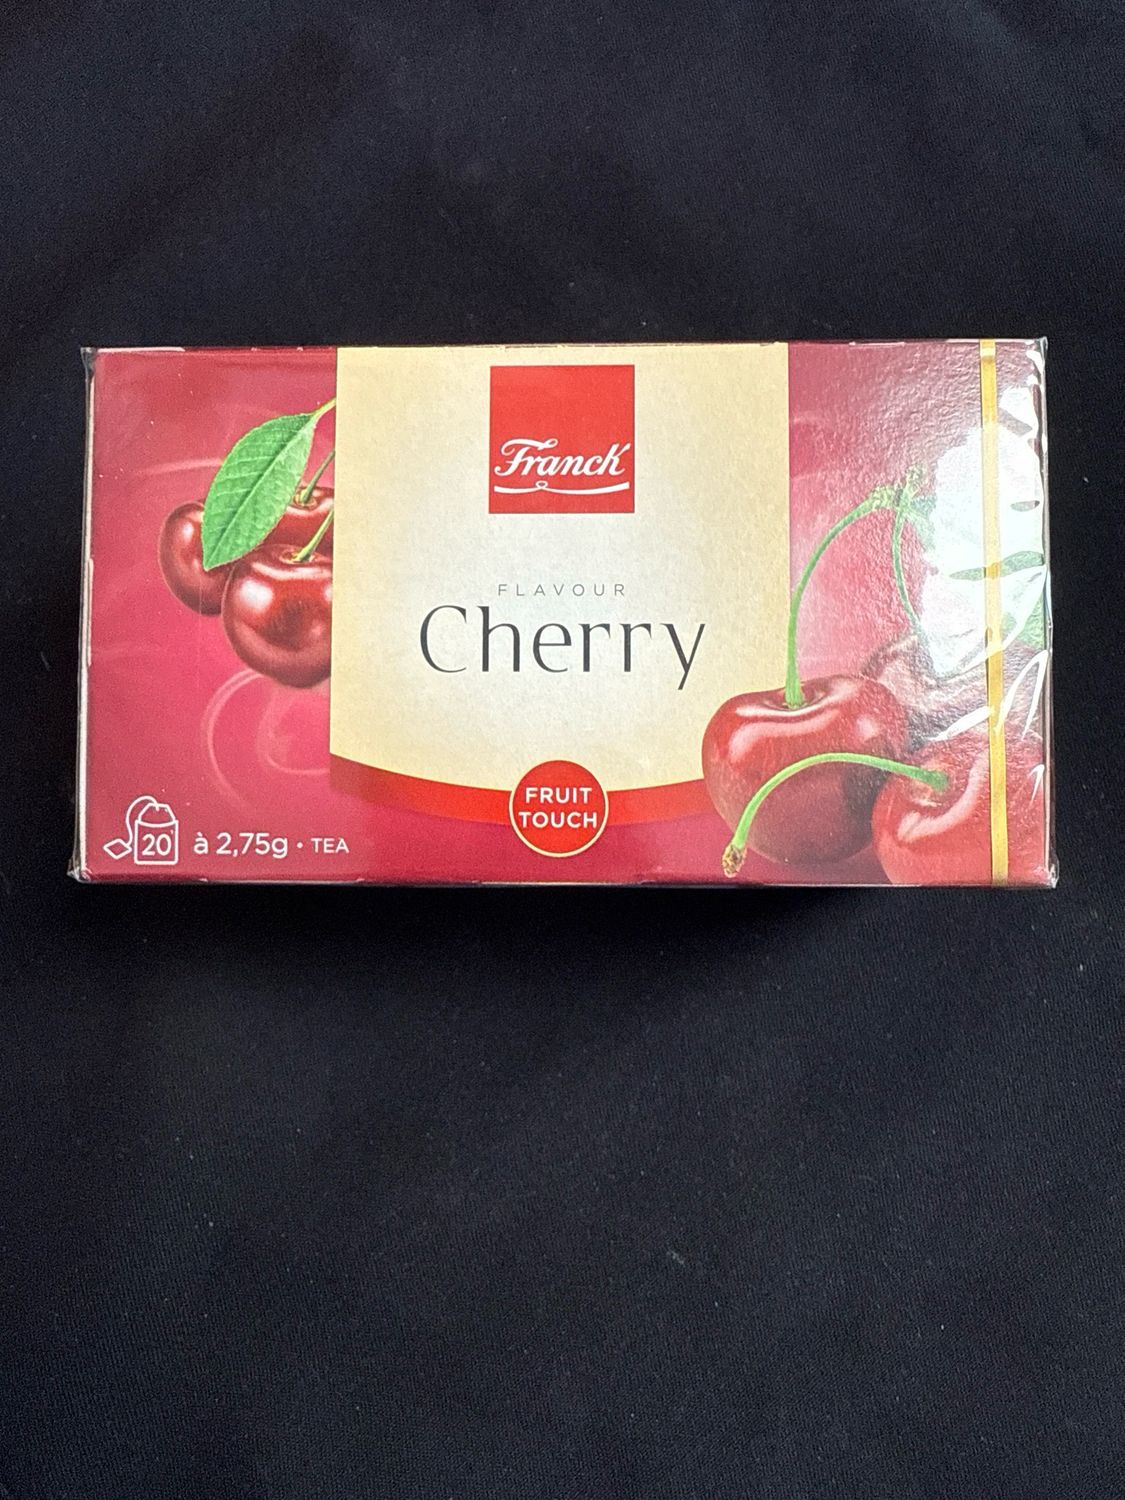 Franck
FLAVOUR
Cherry
FRUIT
TOUCH
20 à 2,75g • TEA